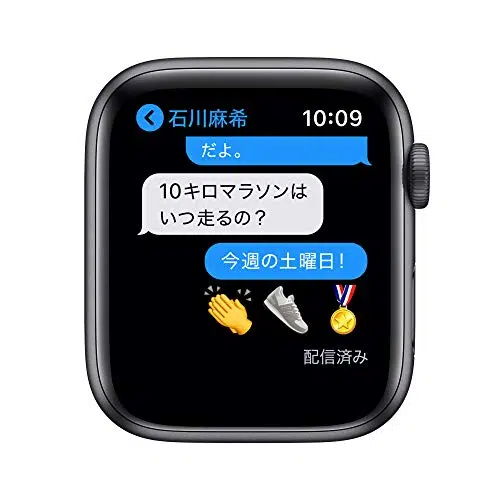 石川麻希 10:09
だよ。
10キロマラソンは
いつ走るの？
今週の土曜日！
配信済み